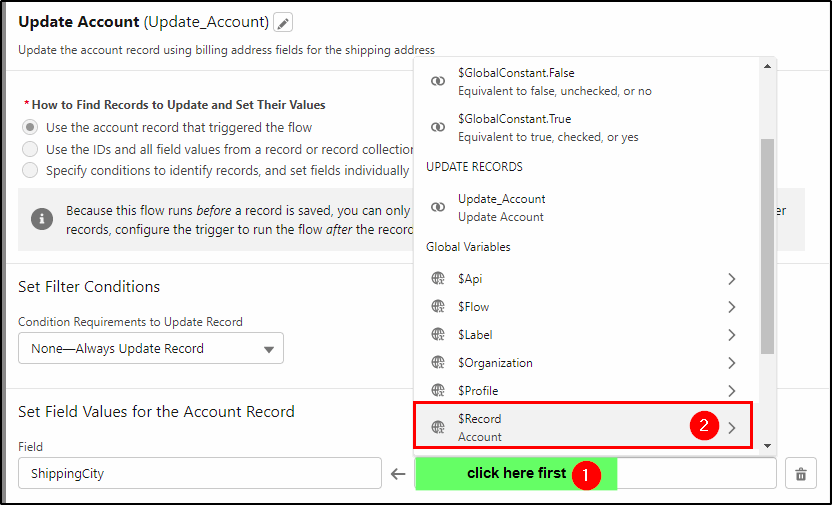 Update Account (Update_Account)
Update the account record using billing address fields for the shipping address
* How to Find Records to Update and Set Their Values
Use the account record that triggered the flow
Use the IDs and all field values from a record or record collection
Specify conditions to identify records, and set fields individually
Because this flow runs before a record is saved, you can only
er
records, configure the trigger to run the flow after the record
Set Filter Conditions
Condition Requirements to Update Record
None—Always Update Record
Set Field Values for the Account Record
Field
ShippingCity
$GlobalConstant.False
Equivalent to false, unchecked, or no
$GlobalConstant.True
Equivalent to true, checked, or yes
UPDATE RECORDS
Update_Account
Update Account
Global Variables
$Api
$Flow
$Label
$Organization
$Profile
$Record
Account
2
click here first 1